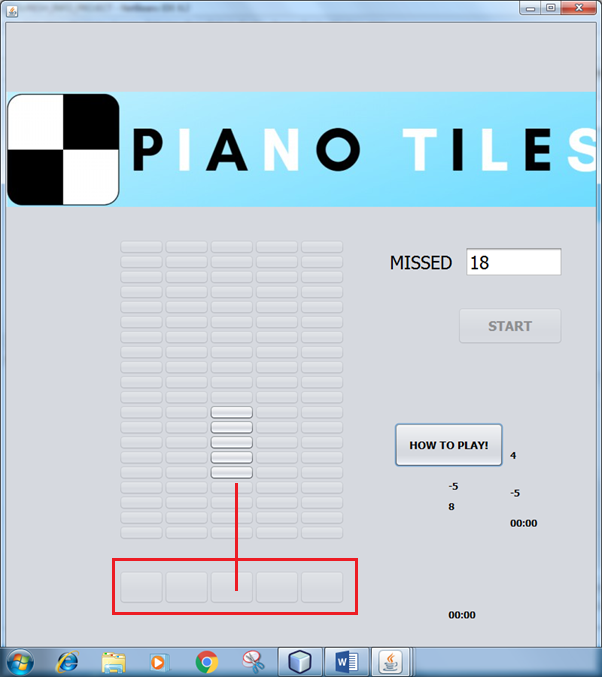 PIANO TILES
MISSED 18
START
HOW TO PLAY!
4
-5
-5
8
00:00
00:00